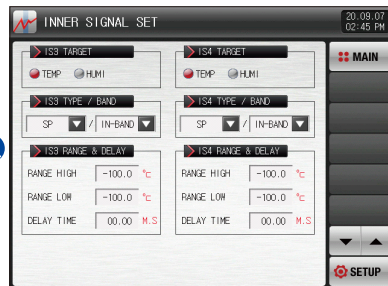 INNER SIGNAL SET
20.09.07
02:45 PM
IS3 TARGET
TEMP HUMI
IS3 TYPE / BAND
SP / IN-BAND
IS3 RANGE & DELAY
RANGE HIGH -100.0 ℃
RANGE LOW -100.0 ℃
DELAY TIME 00.00 M.S
IS4 TARGET
TEMP HUMI
IS4 TYPE / BAND
SP / IN-BAND
IS4 RANGE & DELAY
RANGE HIGH -100.0 ℃
RANGE LOW -100.0 ℃
DELAY TIME 00.00 M.S
MAIN
SETUP